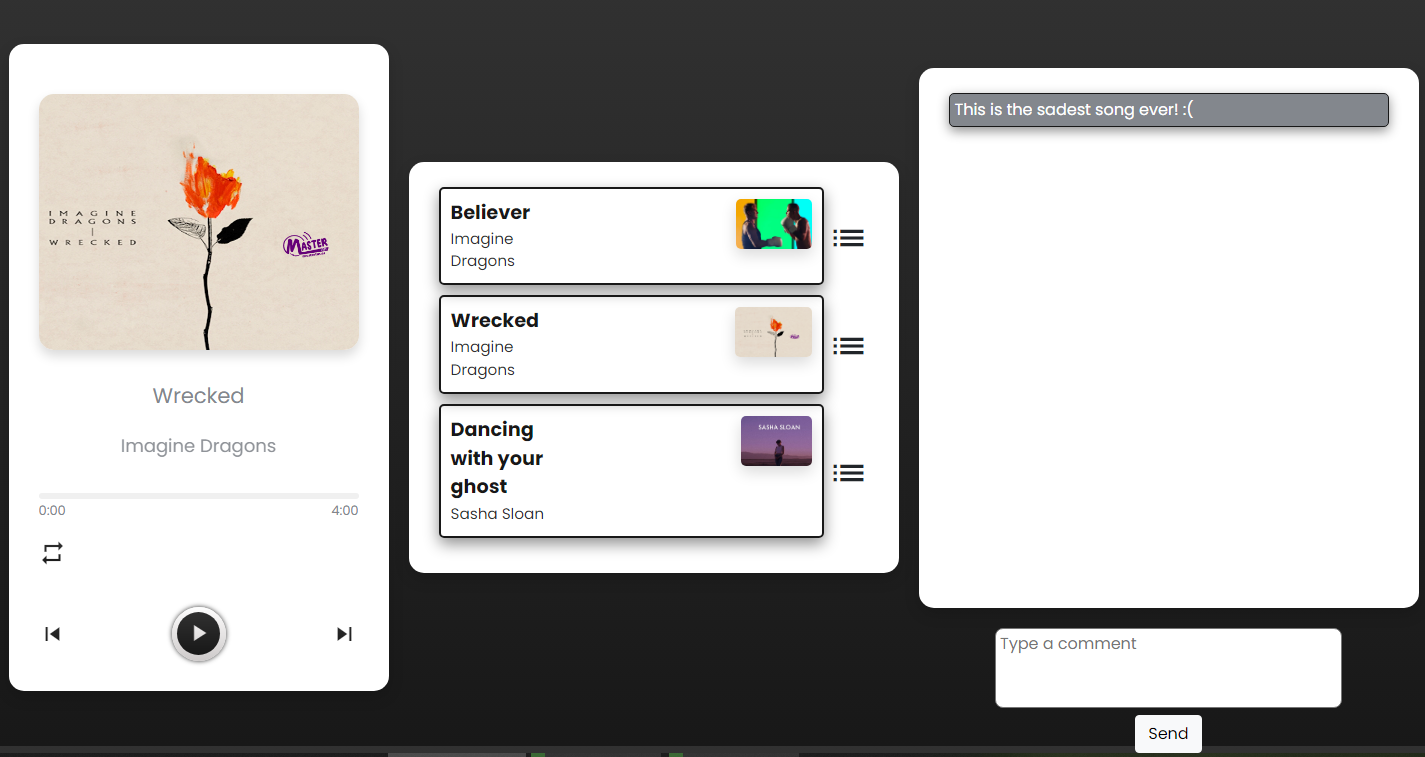 IMAGINE
DRAGONS
|
WRECKED
MASTER
Wrecked
Imagine Dragons
0:00
4:00
Believer
Imagine
Dragons
Wrecked
Imagine
Dragons
Dancing
with your
ghost
Sasha Sloan
SASHA SLOAN
This is the sadest song ever! :(
Type a comment
Send